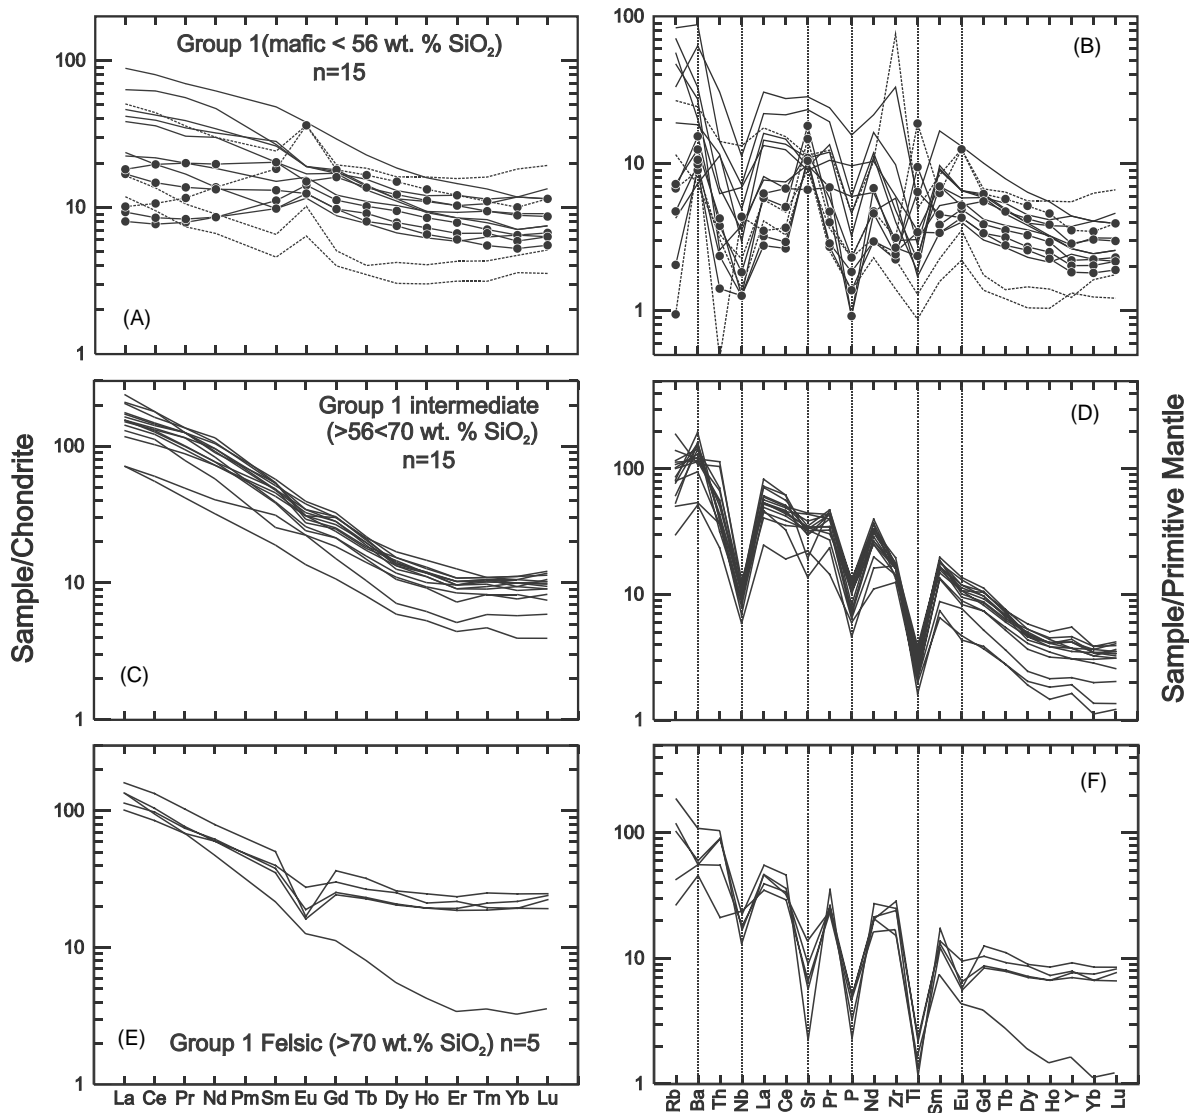 Group 1(mafic < 56 wt. % SiO₂)
n=15
(A)
100
10
1
(B)
100
10
1
Group 1 intermediate
(>56<70 wt. % SiO₂)
n=15
(C)
100
10
1
(D)
100
10
1
Sample/Chondrite
Sample/Primitive Mantle
(E)
Group 1 Felsic (>70 wt.% SiO₂) n=5
100
10
1
(F)
100
10
1
La Ce Pr Nd Pm Sm Eu Gd Tb Dy Ho Er Tm Yb Lu
Rb Ba Th Nb La Ce Sr Pr P Nd Zr Ti Sm Eu Gd Tb Dy Ho Y Yb Lu